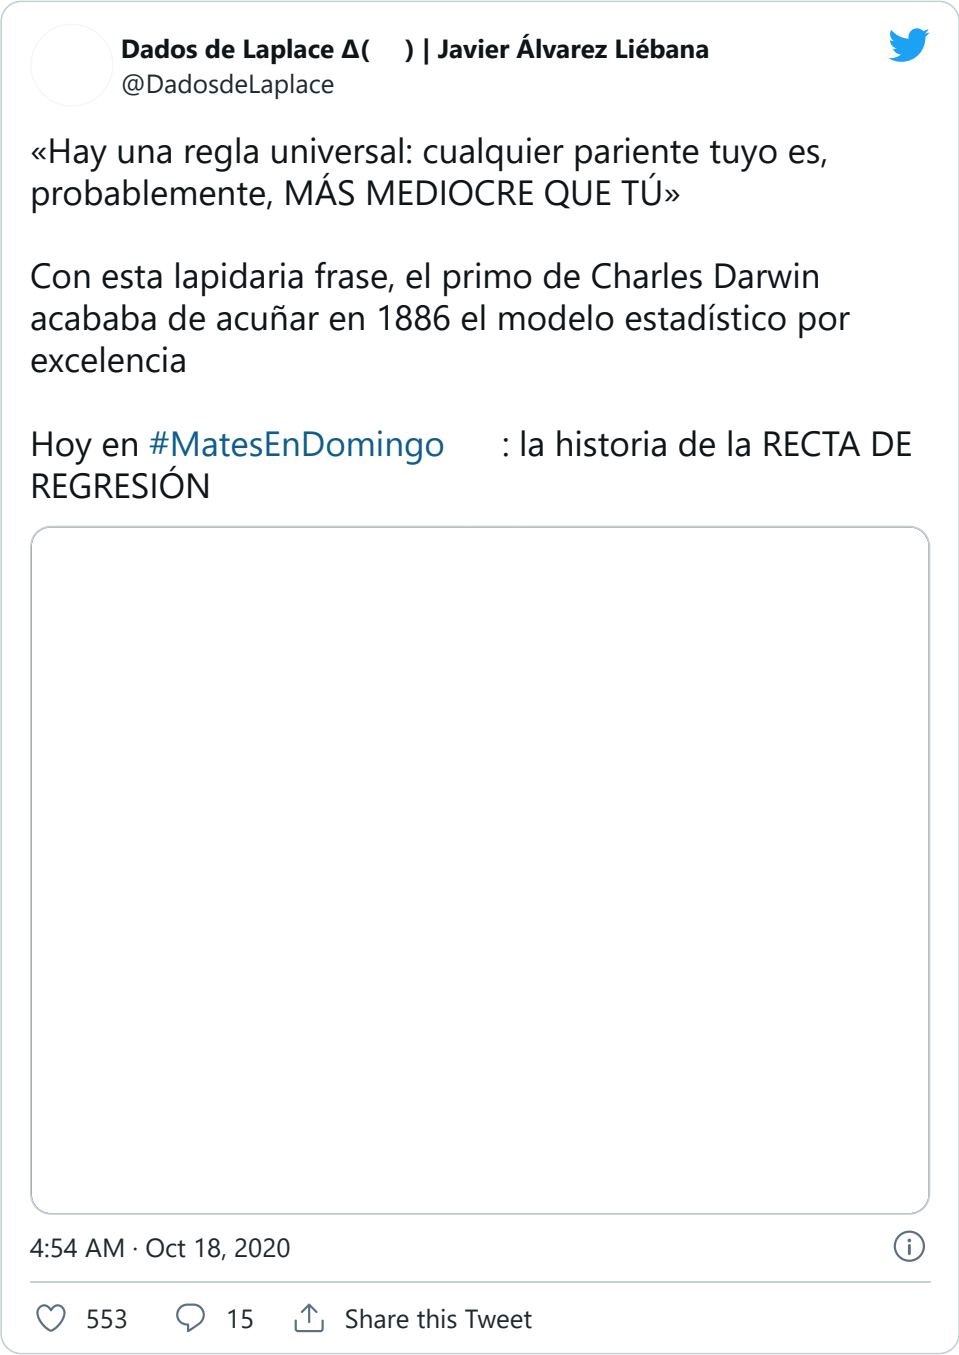 Dados de Laplace Δ( ) | Javier Álvarez Liébana
@DadosdeLaplace
«Hay una regla universal: cualquier pariente tuyo es,
probablemente, MÁS MEDIOCRE QUE TÚ»
Con esta lapidaria frase, el primo de Charles Darwin
acababa de acuñar en 1886 el modelo estadístico por
excelencia
Hoy en #MatesEnDomingo : la historia de la RECTA DE
REGRESIÓN
4:54 AM · Oct 18, 2020
553 15 Share this Tweet